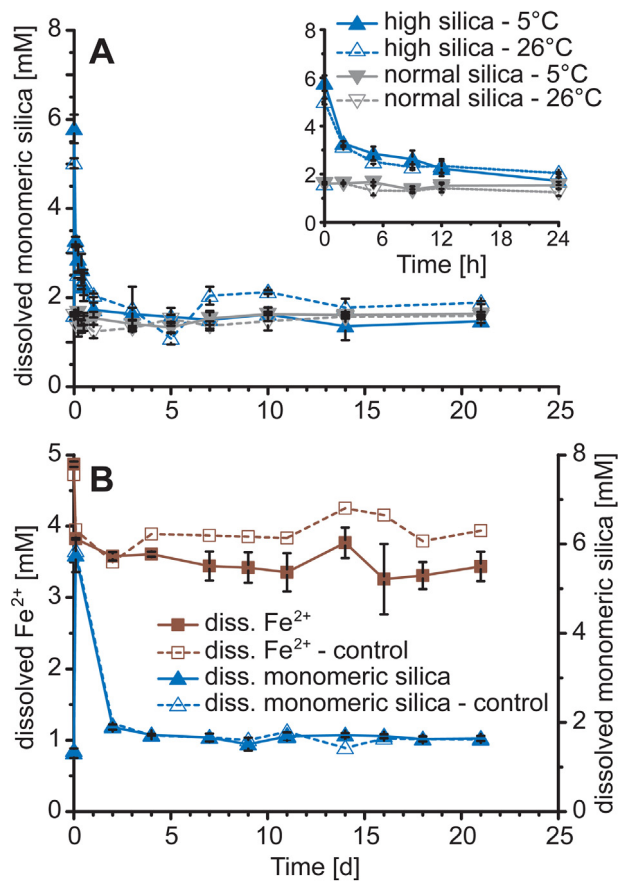 A
dissolved monomeric silica [mM]
8
6
4
2
0
0 5 10 15 20 25
high silica - 5°C
high silica - 26°C
normal silica - 5°C
normal silica - 26°C
8
6
4
2
0
0 6 12 18 24
Time [h]
B
dissolved Fe2+ [mM]
5
4
3
2
1
0
diss. Fe2+
diss. Fe2+ - control
diss. monomeric silica
diss. monomeric silica - control
8
6
4
2
0
dissolved monomeric silica [mM]
0 5 10 15 20 25
Time [d]